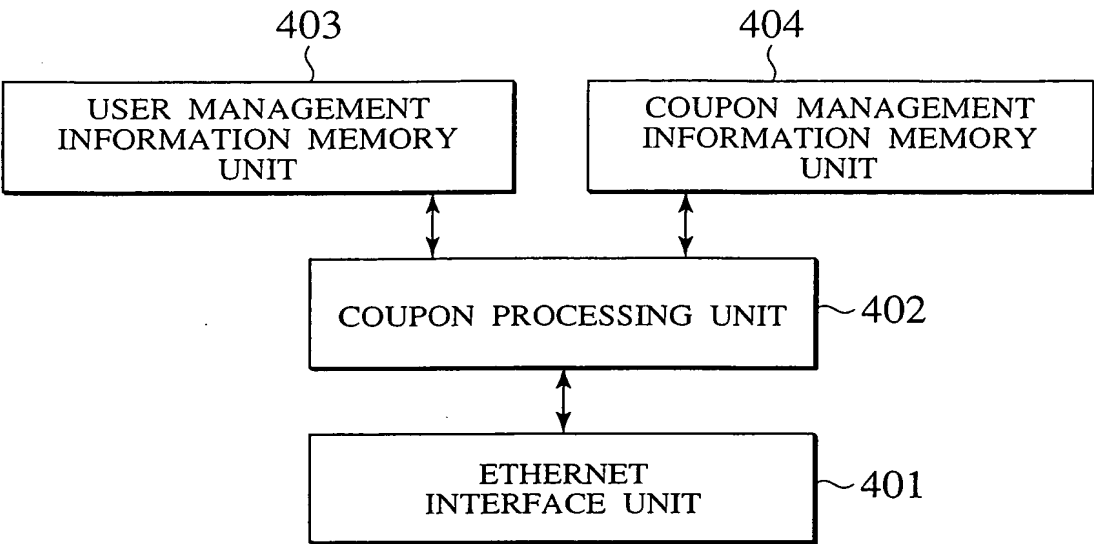 403
404
USER MANAGEMENT
INFORMATION MEMORY
UNIT
COUPON MANAGEMENT
INFORMATION MEMORY
UNIT
COUPON PROCESSING UNIT
402
ETHERNET
INTERFACE UNIT
401